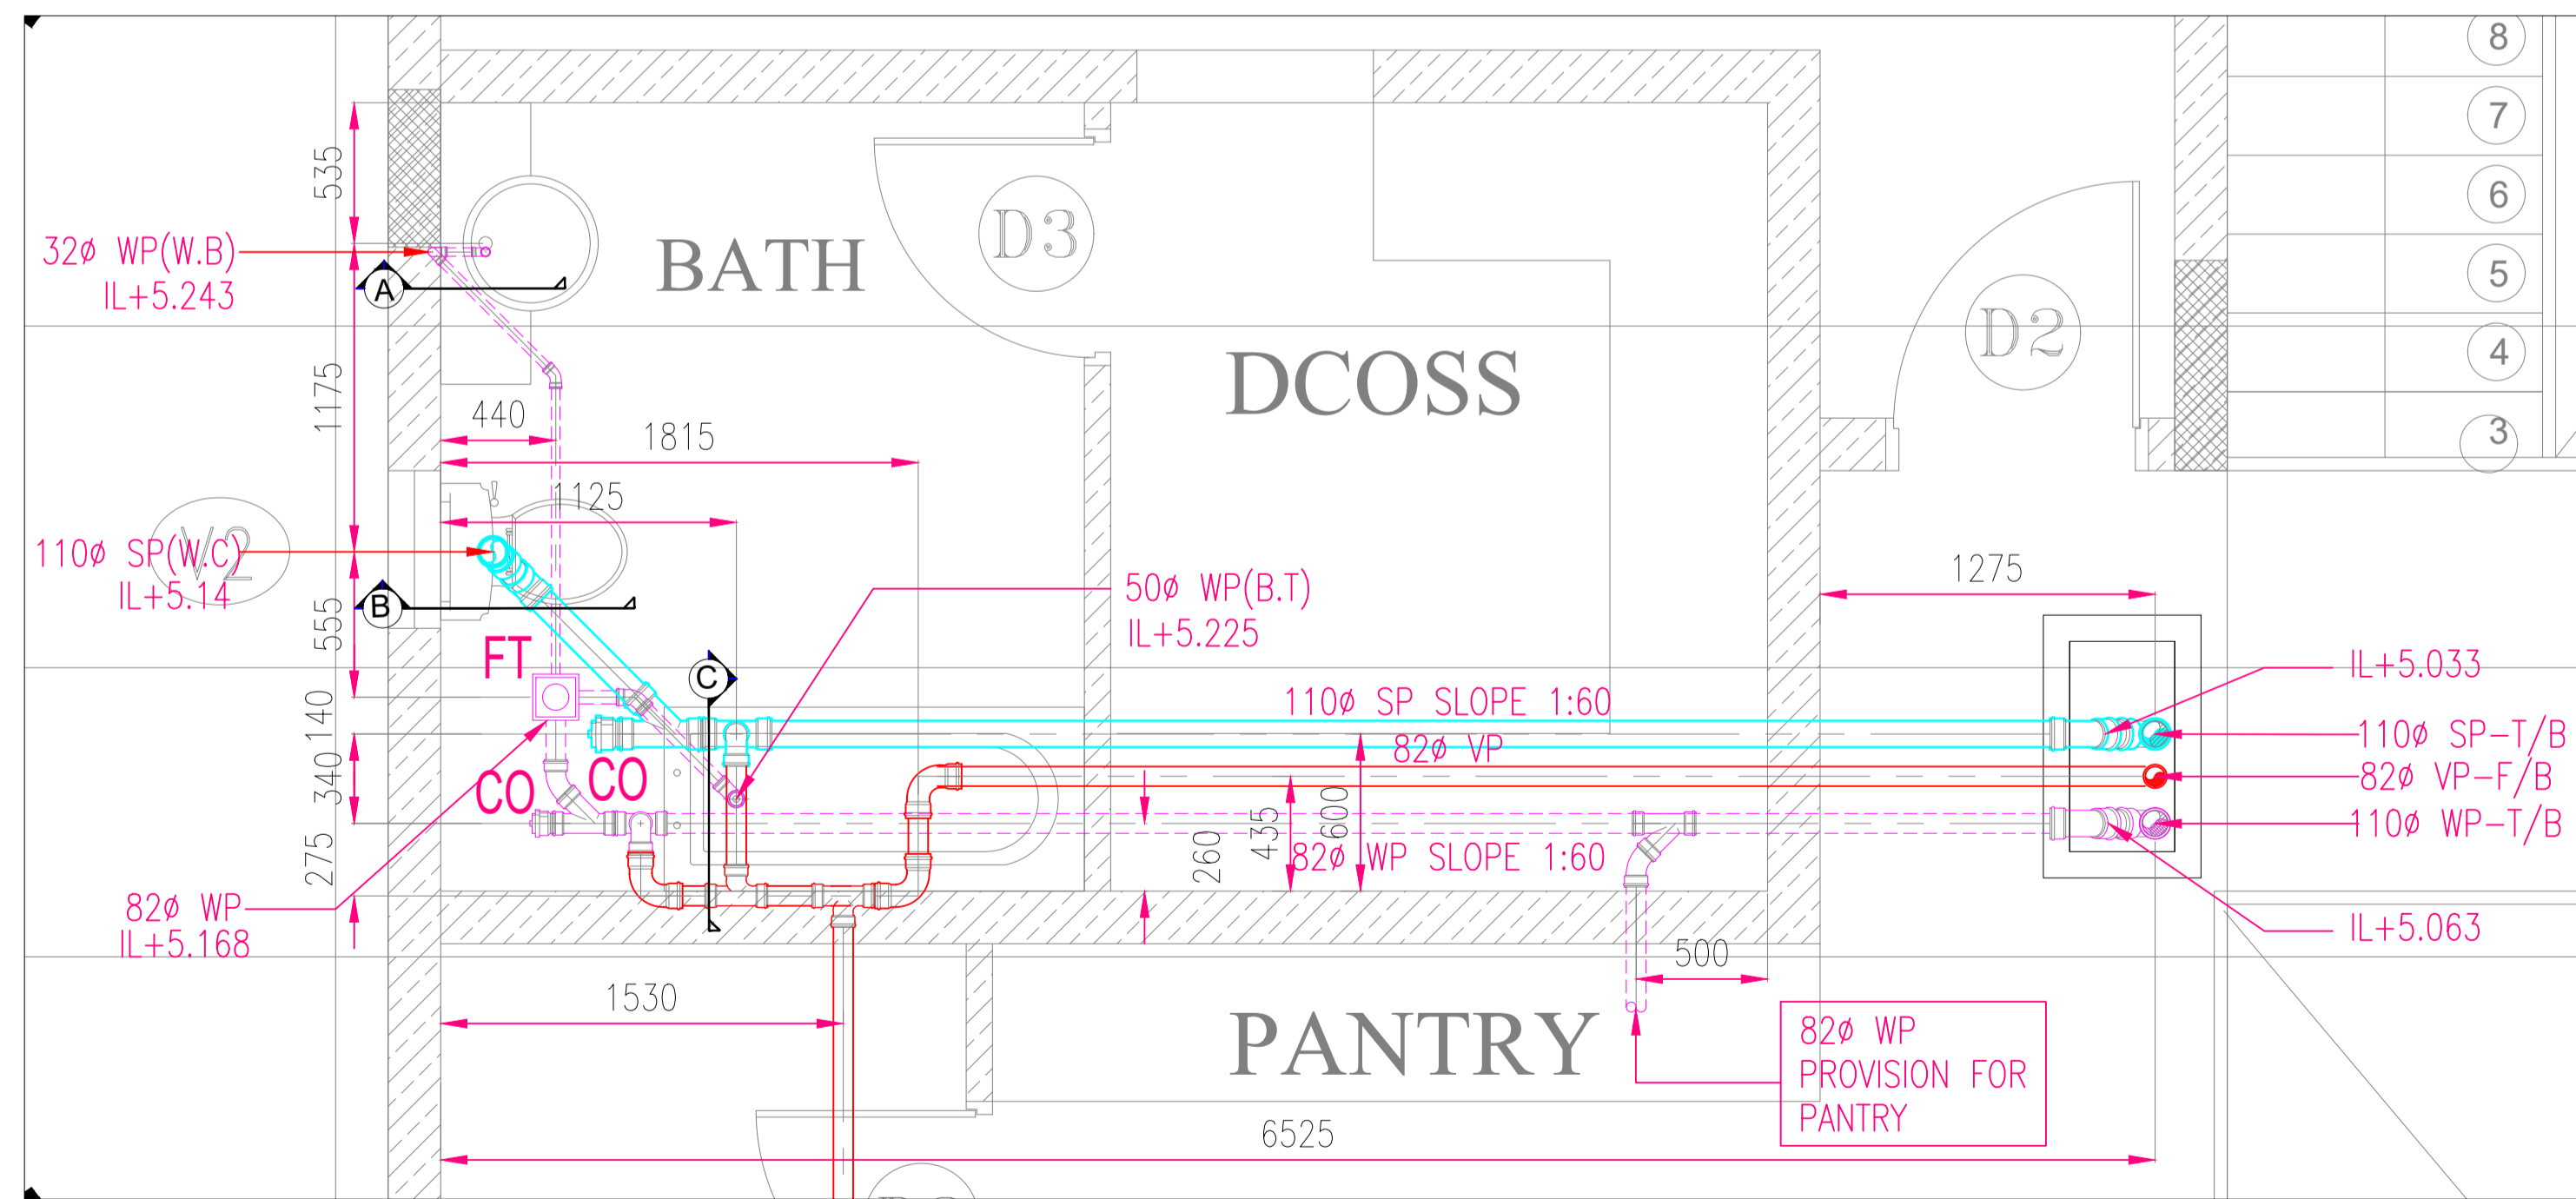 8
7
6
5
4
3
535
32ø WP(W.B)
IL+5.243
A
BATH
D3
D2
DCOSS
1175
440
1815
1125
V2
110ø SP(W.C)
IL+5.14
B
555
FT
C
50ø WP(B.T)
IL+5.225
1275
IL+5.033
140
110ø SP SLOPE 1:60
82ø VP
110ø SP-T/B
82ø VP-F/B
110ø WP-T/B
340
CO
CO
435
600
260
82ø WP SLOPE 1:60
275
82ø WP
IL+5.168
IL+5.063
500
1530
PANTRY
82ø WP
PROVISION FOR
PANTRY
6525